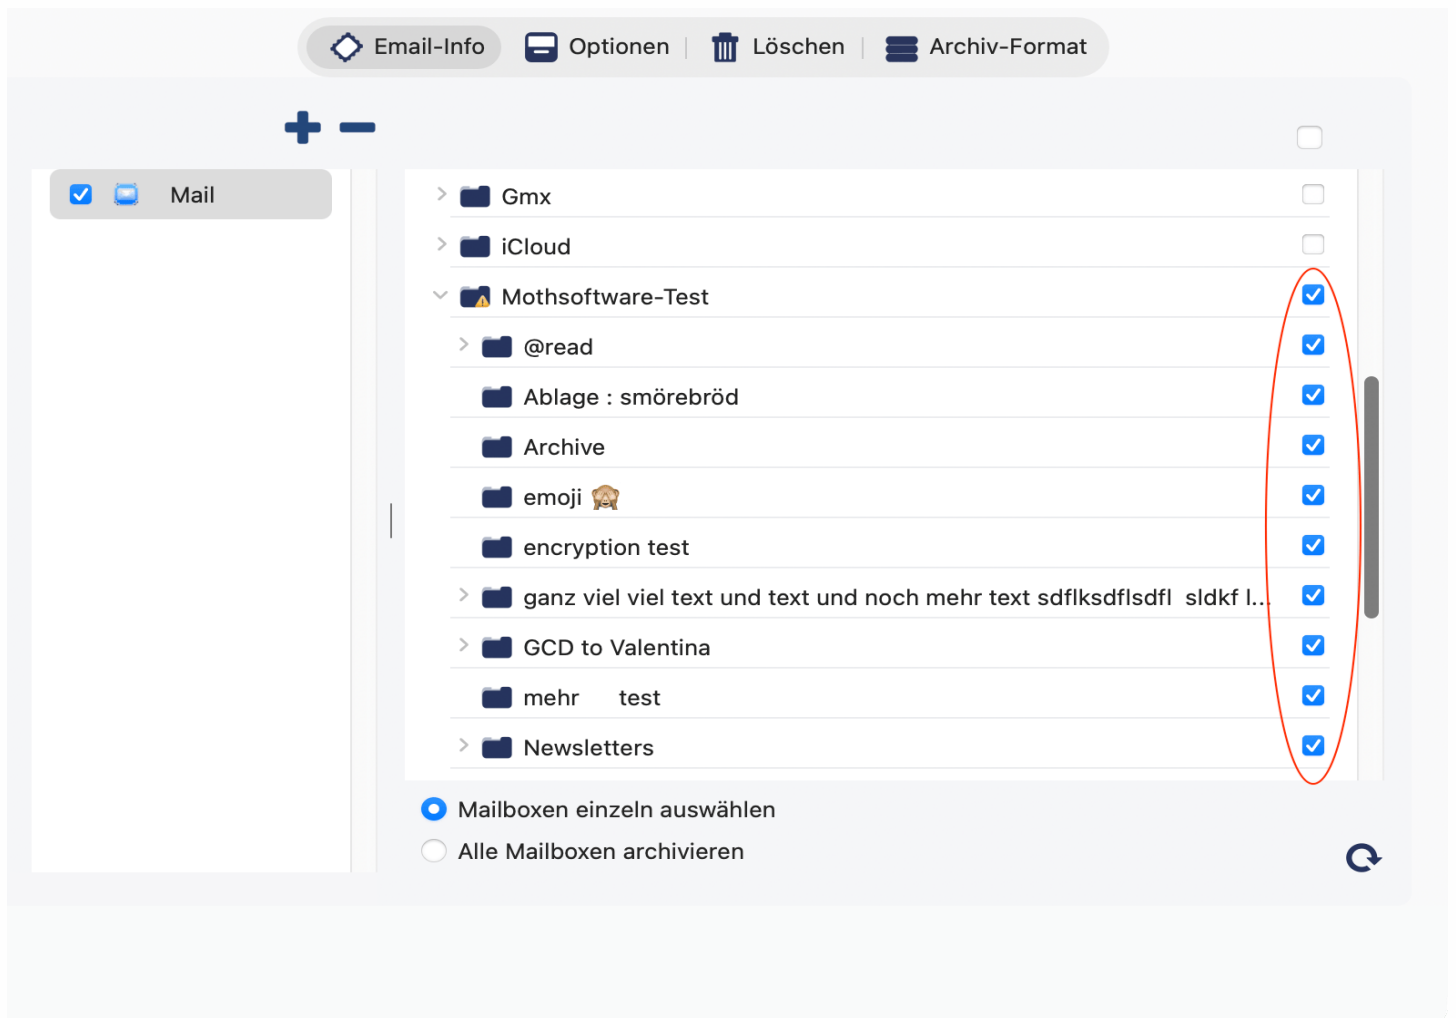 Email-Info Optionen Löschen Archiv-Format
Mail
Gmx
iCloud
Mothsoftware-Test
@read
Ablage : smörebröd
Archive
emoji 🙈
encryption test
ganz viel viel text und text und noch mehr text sdflksdflsdfl sldkf l...
GCD to Valentina
mehr test
Newsletters
Mailboxen einzeln auswählen
Alle Mailboxen archivieren